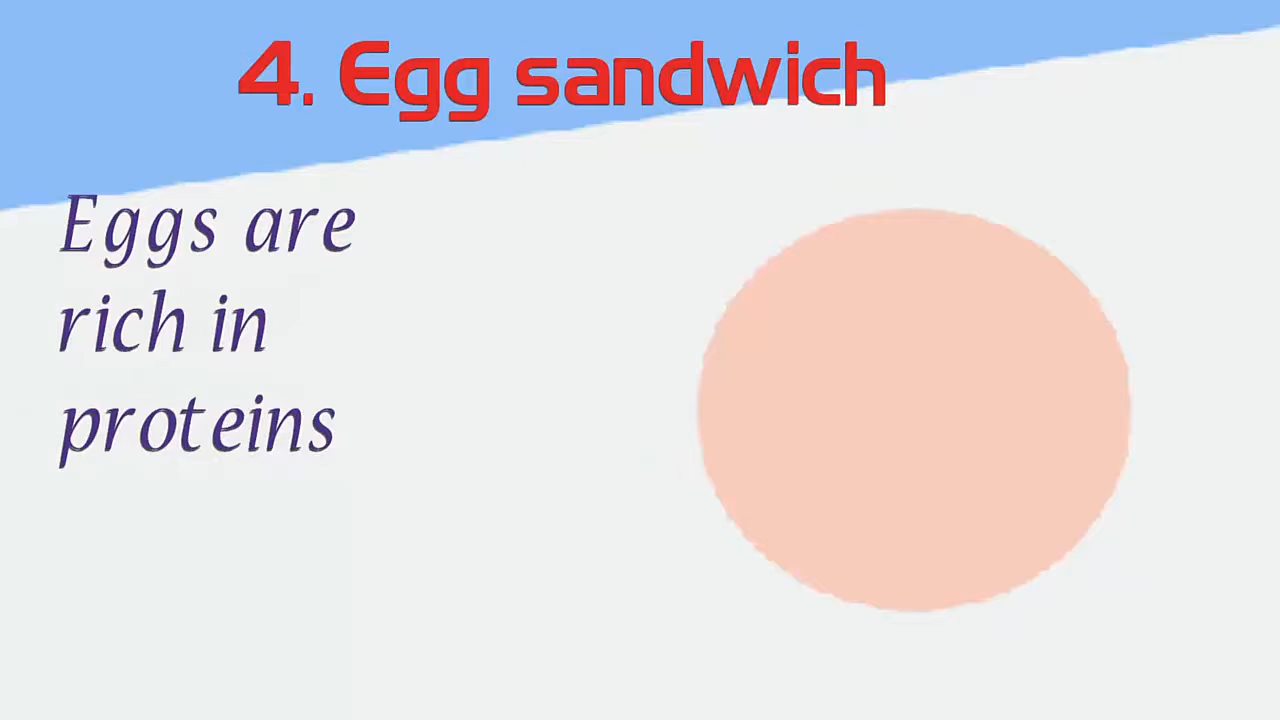 4. Egg sandwich
Eggs are
rich in
proteins